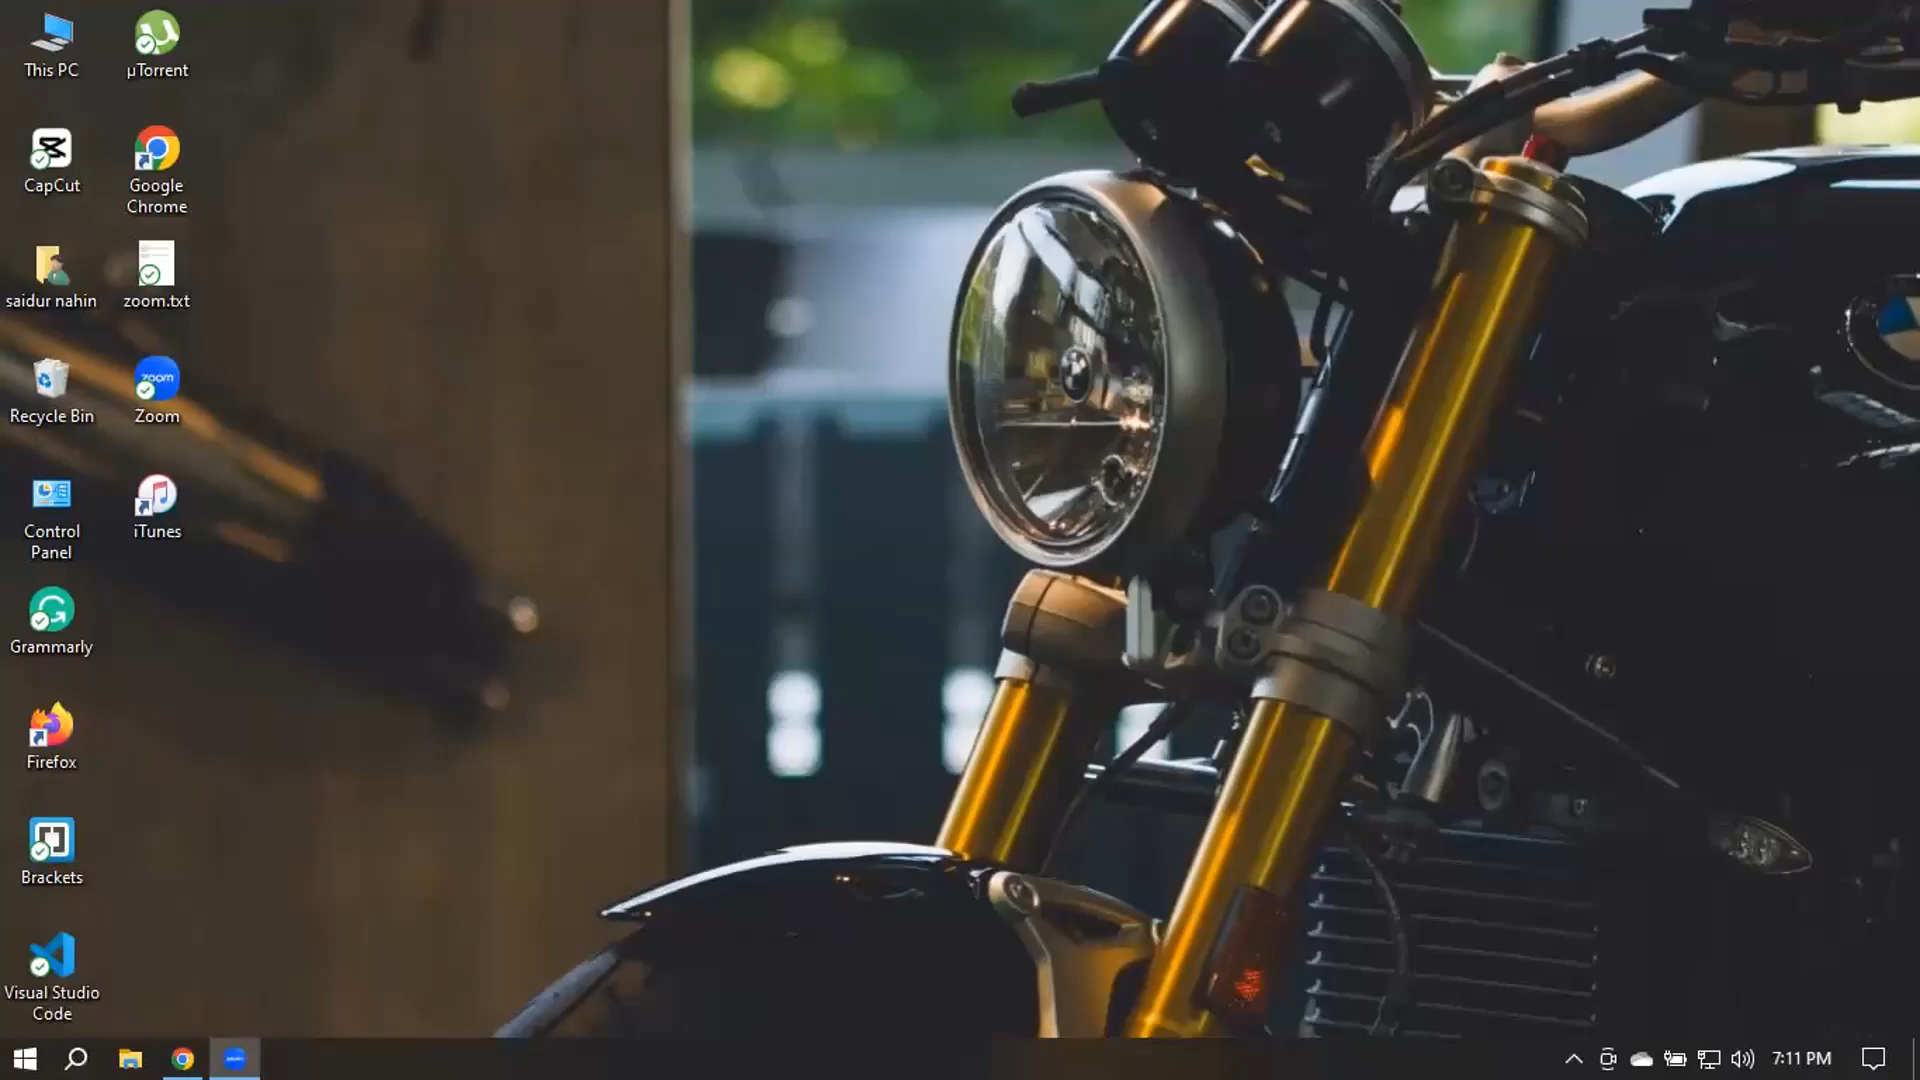 This PC
µTorrent
CapCut
Google
Chrome
saidur nahin
zoom.txt
Recycle Bin
zoom
Zoom
Control
Panel
iTunes
Grammarly
Firefox
Brackets
Visual Studio
Code
7:11 PM